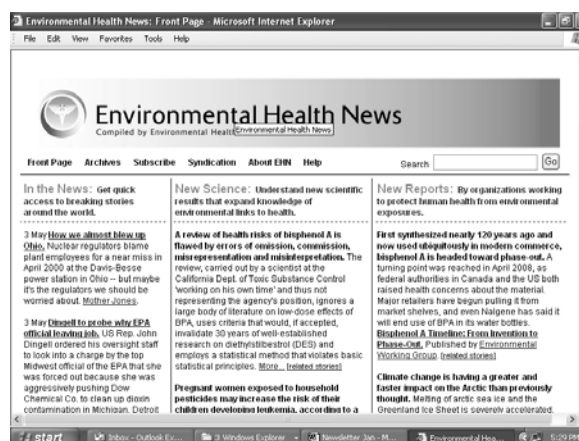 Environmental Health News: Front Page - Microsoft Internet Explorer
File Edit View Favorites Tools Help
Environmental Health News
Compiled by Environmental Healt
Environmental Health News
Front Page Archives Subscribe Syndication About EHN Help Search Go
In the News: Get quick
access to breaking stories
around the world.
3 May How we almost blew up
Ohio. Nuclear regulators blame
plant employees for a near miss in
April 2000 at the Davis-Besse
power station in Ohio -- but maybe
it's the regulators we should be
worried about. Mother Jones.
3 May Dingell to probe why EPA
official leaving job. US Rep. John
Dingell ordered his oversight staff
to look into a charge by the top
Midwest official of the EPA that she
was forced out because she was
aggressively pushing Dow
Chemical Co. to clean up dioxin
contamination in Michigan. Detroit
New Science: Understand new scientific
results that expand knowledge of
environmental links to health.
A review of health risks of bisphenol A is
flawed by errors of omission, commission,
misrepresentation and misinterpretation. The
review, carried out by a scientist at the
California Dept. of Toxic Substance Control
'working on his own time' and thus not
representing the agency's position, ignores a
large body of literature on low-dose effects of
BPA, uses criteria that would, if accepted,
invalidate 30 years of well-established
research on diethylstilbestrol (DES) and
employs a statistical method that violates basic
statistical principles. More... [related stories]
Pregnant women exposed to household
pesticides may increase the risk of their
children developing leukemia, according to a
New Reports: By organizations working
to protect human health from environmental
exposures.
First synthesized nearly 120 years ago and
now used ubiquitously in modern commerce,
bisphenol A is headed toward phase-out. A
turning point was reached in April 2008, as
federal authorities in Canada and the US both
raised health concerns about the material.
Major retailers have begun pulling it from
market shelves, and even Nalgene has said it
will end use of BPA in its water bottles.
Bisphenol A Timeline: From Invention to
Phase-Out. Published by Environmental
Working Group. [related stories]
Climate change is having a greater and
faster impact on the Arctic than previously
thought. Melting of arctic sea ice and the
Greenland Ice Sheet is severely accelerated.
start Inbox - Outlook Ex... 3 Windows Explorer Newsletter Jan - M... Environmental Hea... 5:29 PM